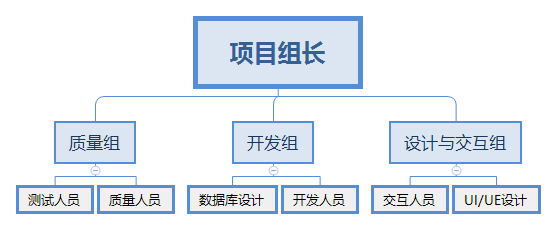 项目组长
质量组
开发组
设计与交互组
测试人员
质量人员
数据库设计
开发人员
交互人员
UI/UE设计